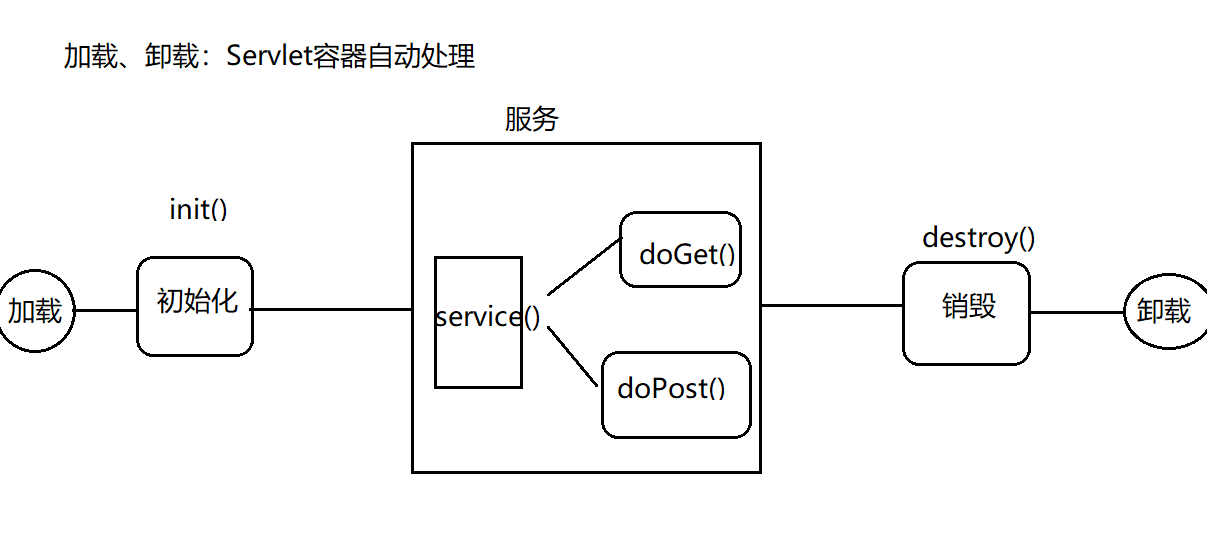 加载、卸载：Servlet容器自动处理
服务
init()
destroy()
加载
初始化
service()
doGet()
doPost()
销毁
卸载